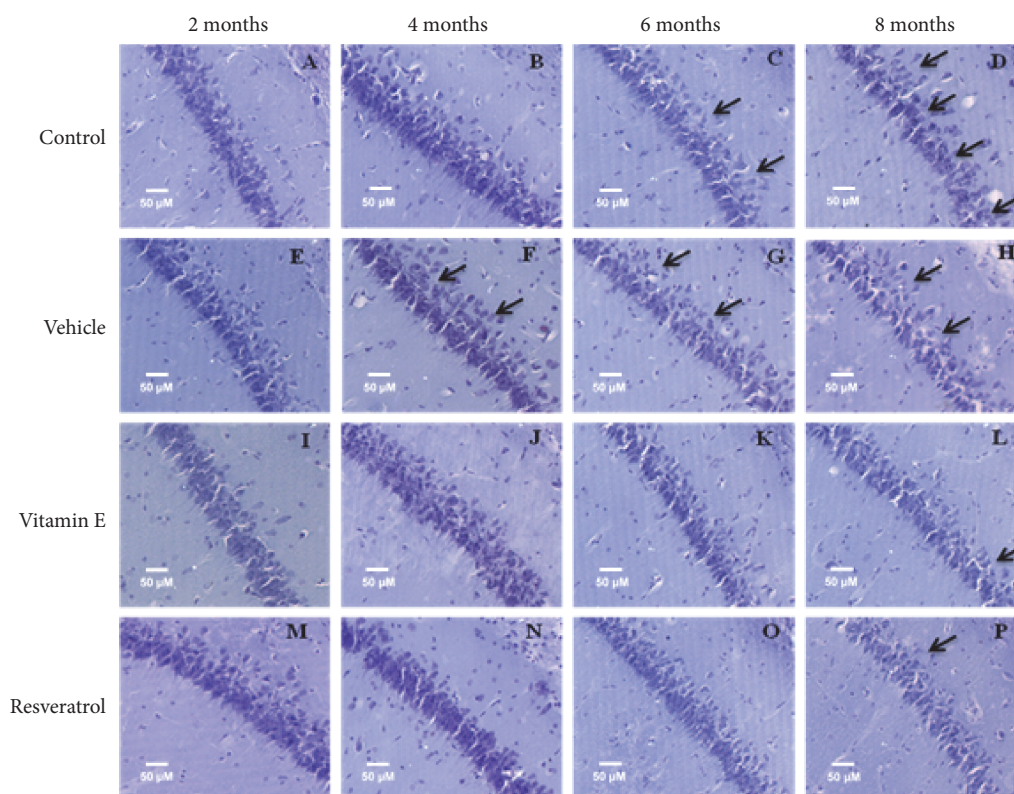 2 months 4 months 6 months 8 months
Control
A B C D
50 µM 50 µM 50 µM 50 µM
Vehicle
E F G H
50 µM 50 µM 50 µM 50 µM
Vitamin E
I J K L
50 µM 50 µM 50 µM 50 µM
Resveratrol
M N O P
50 µM 50 µM 50 µM 50 µM